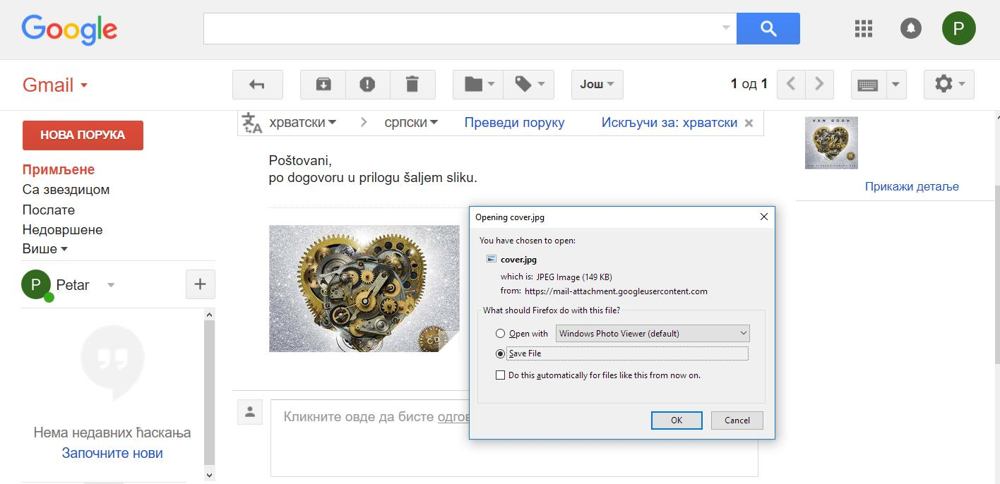 Google
P
Gmail
Још
1 од 1
НОВА ПОРУКА
Примљене
Са звездицом
Послате
Недовршене
Више
P Petar
Нема недавних ћаскања
Започните нови
хрватски српски Преведи поруку Искључи за: хрватски
Poštovani,
po dogovoru u prilogu šaljem sliku.
CD
Кликните овде да бисте одгов
Opening cover.jpg
You have chosen to open:
cover.jpg
which is: JPEG Image (149 KB)
from: https://mail-attachment.googleusercontent.com
What should Firefox do with this file?
Open with Windows Photo Viewer (default)
Save File
Do this automatically for files like this from now on.
OK Cancel
VAN GOGH
Прикажи детаље